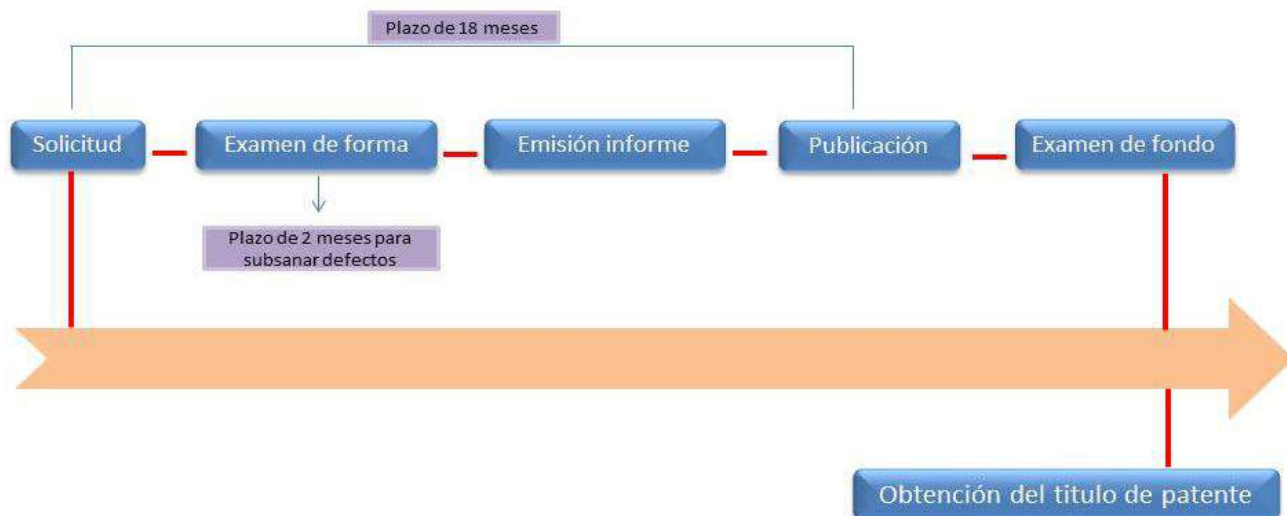 Plazo de 18 meses
Solicitud
Examen de forma
Emisión informe
Publicación
Examen de fondo
Plazo de 2 meses para
subsanar defectos
Obtención del titulo de patente